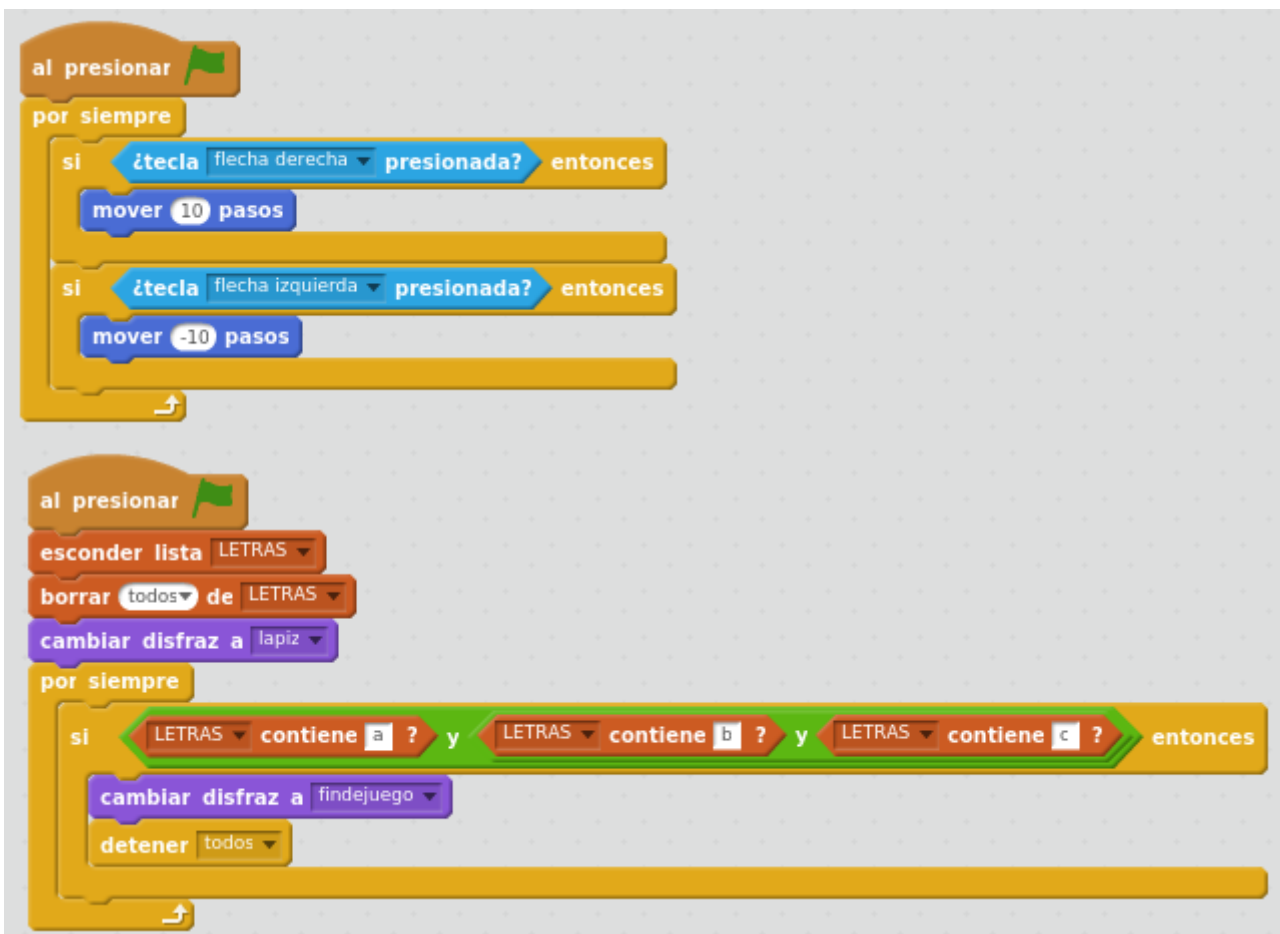 al presionar
por siempre
si ¿tecla flecha derecha presionada? entonces
mover 10 pasos
si ¿tecla flecha izquierda presionada? entonces
mover -10 pasos
al presionar
esconder lista LETRAS
borrar todos de LETRAS
cambiar disfraz a lapiz
por siempre
si LETRAS contiene a ? y LETRAS contiene b ? y LETRAS contiene c ? entonces
cambiar disfraz a findejuego
detener todos